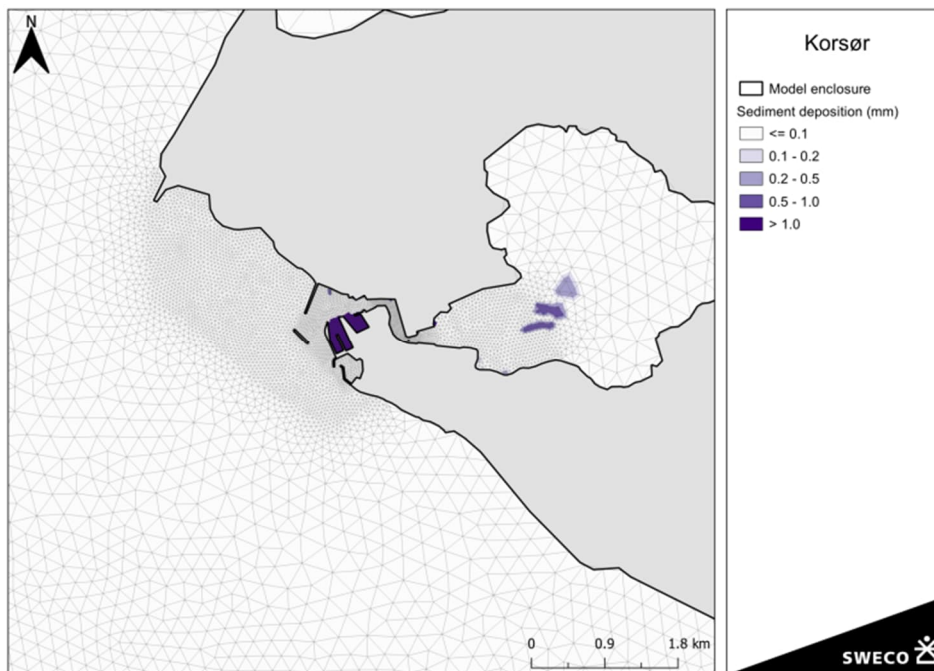 N
Korsør
Model enclosure
Sediment deposition (mm)
<= 0.1
0.1 - 0.2
0.2 - 0.5
0.5 - 1.0
> 1.0
0 0.9 1.8 km
SWECO